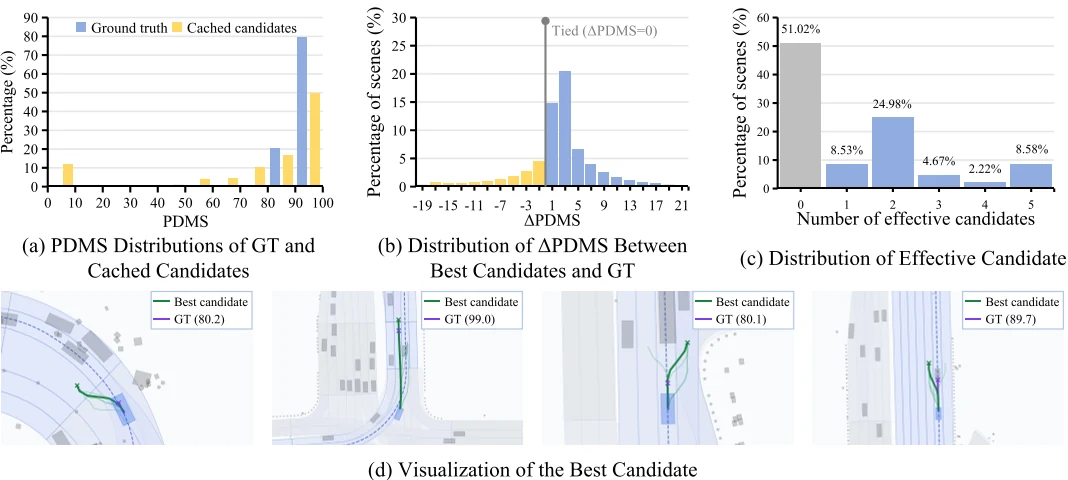 Percentage (%)
90
80
70
60
50
40
30
20
10
0
Ground truth
Cached candidates
0 10 20 30 40 50 60 70 80 90 100
PDMS
(a) PDMS Distributions of GT and
Cached Candidates
Percentage of scenes (%)
30
25
20
15
10
5
0
Tied (ΔPDMS=0)
-19 -15 -11 -7 -3 1 5 9 13 17 21
ΔPDMS
(b) Distribution of ΔPDMS Between
Best Candidates and GT
Percentage of scenes (%)
60
50
40
30
20
10
0
51.02%
8.53%
24.98%
4.67%
2.22%
8.58%
0 1 2 3 4 5
Number of effective candidates
(c) Distribution of Effective Candidate
Best candidate
GT (80.2)
Best candidate
GT (99.0)
Best candidate
GT (80.1)
Best candidate
GT (89.7)
(d) Visualization of the Best Candidate